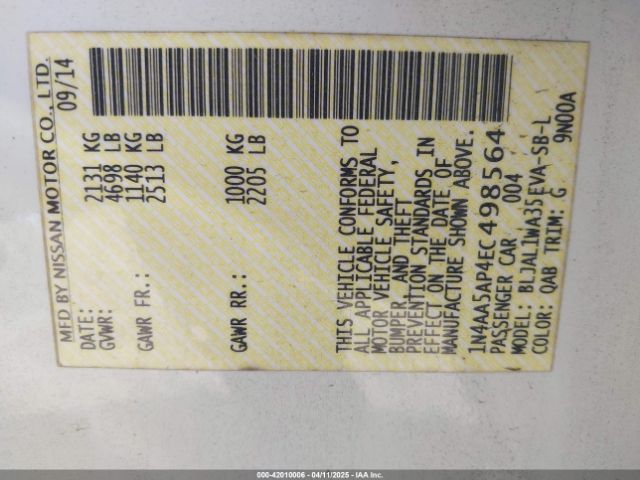 MFD BY NISSAN MOTOR CO., LTD.
DATE: 09/14
GVWR: 2131 KG
4698 LB
GAWR FR.: 1140 KG
2513 LB
GAWR RR.: 1000 KG
2205 LB
THIS VEHICLE CONFORMS TO
ALL APPLICABLE FEDERAL
MOTOR VEHICLE SAFETY,
BUMPER, AND THEFT
PREVENTION STANDARDS IN
EFFECT ON THE DATE OF
MANUFACTURE SHOWN ABOVE.
1N4AA5AP4EC498564
PASSENGER CAR 004
MODEL: BLJAL1WA35EVA-SB-L
COLOR: QAB TRIM: G 9N00A
000-42010006 - 04/11/2025 - IAA Inc.